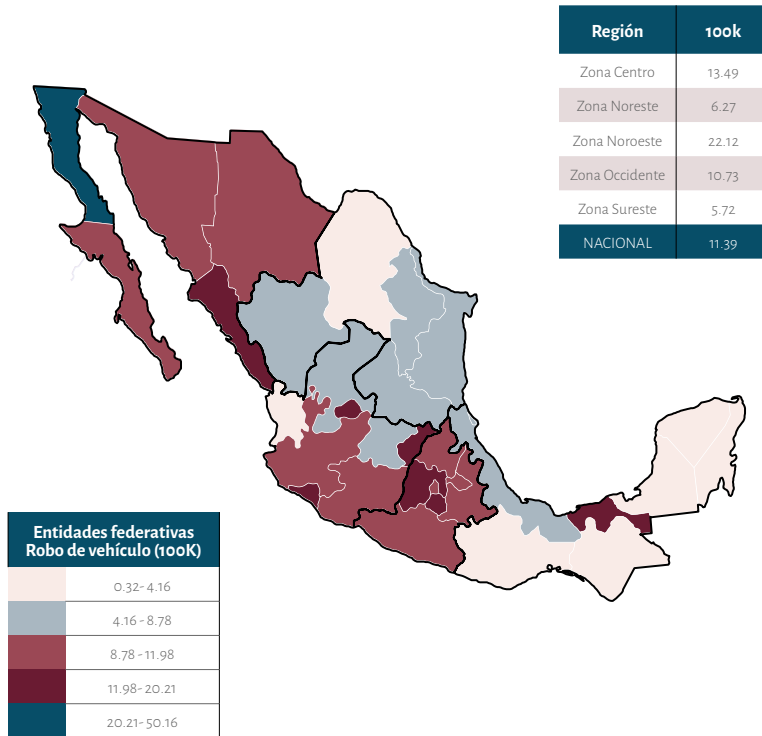 Región 100k
Zona Centro 13.49
Zona Noreste 6.27
Zona Noroeste 22.12
Zona Occidente 10.73
Zona Sureste 5.72
NACIONAL 11.39
Entidades federativas
Robo de vehículo (100K)
0.32- 4.16
4.16 - 8.78
8.78 - 11.98
11.98- 20.21
20.21- 50.16